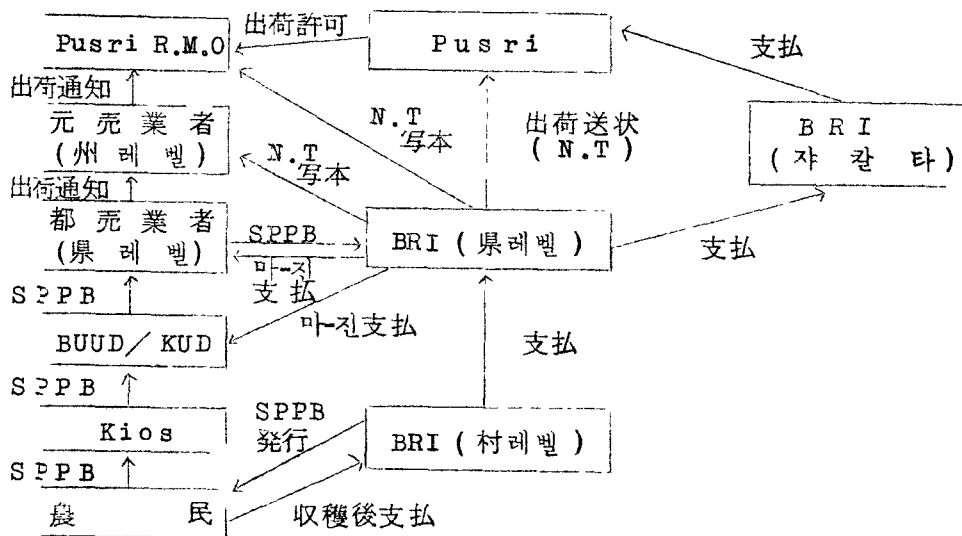 出荷許可
Pusri R.M.O
Pusri
支払
出荷通知
元売業者
(州레벨)
N.T
写本
出荷送状
(N.T)
BRI
(쟈칼타)
N.T
写本
出荷通知
都売業者
(県레벨)
SPPB
BRI(県레벨)
마-진
支払
支払
SPPB
마-진支払
BUUD/KUD
支払
SPPB
SPPB
発行
Kios
BRI(村레벨)
SPPB
農民
収穫後支払